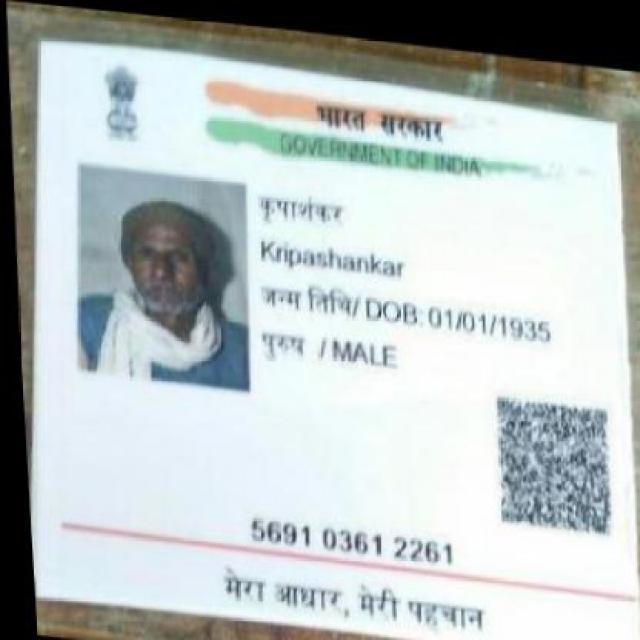 भारत सरकार
GOVERNMENT OF INDIA
कृपाशंकर
Kripashankar
जन्म तिथि/ DOB: 01/01/1935
पुरुष / MALE
5691 0361 2261
मेरा आधार, मेरी पहचान